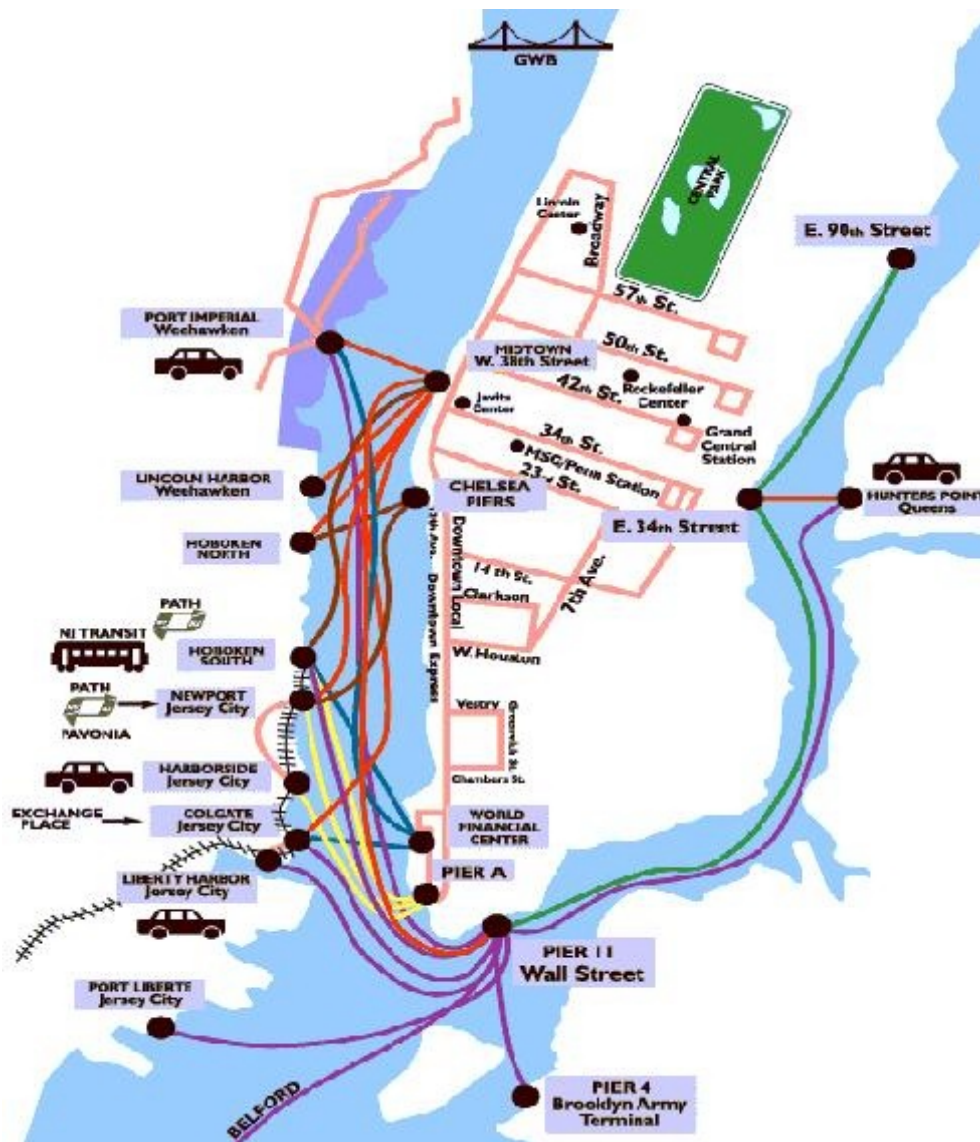 GWB
CENTRAL
PARK
Lincoln
Center
Broadway
E. 90th Street
57th St.
PORT IMPERIAL
Weehawken
MIDTOWN
W. 38th Street
50th St.
Rockefeller
Center
42nd St.
Javits
Center
Grand
Central
Station
34th St.
MSG/Penn Station
23rd St.
LINCOLN HARBOR
Weehawken
CHELSEA
PIERS
HUNTERS POINT
Queens
E. 34th Street
HOBOKEN
NORTH
12th Ave.... Downtown Express
Downtown Local
14th St.
7th Ave.
Clarkson
W. Houston
PATH
NJ TRANSIT
HOBOKEN
SOUTH
PATH
PAVONIA
NEWPORT
Jersey City
Vestry
Greenwich St.
Chambers St.
HARBORSIDE
Jersey City
EXCHANGE
PLACE
COLGATE
Jersey City
WORLD
FINANCIAL
CENTER
PIER A
LIBERTY HARBOR
Jersey City
PIER 11
Wall Street
PORT LIBERTE
Jersey City
BELFORD
PIER 4
Brooklyn Army
Terminal